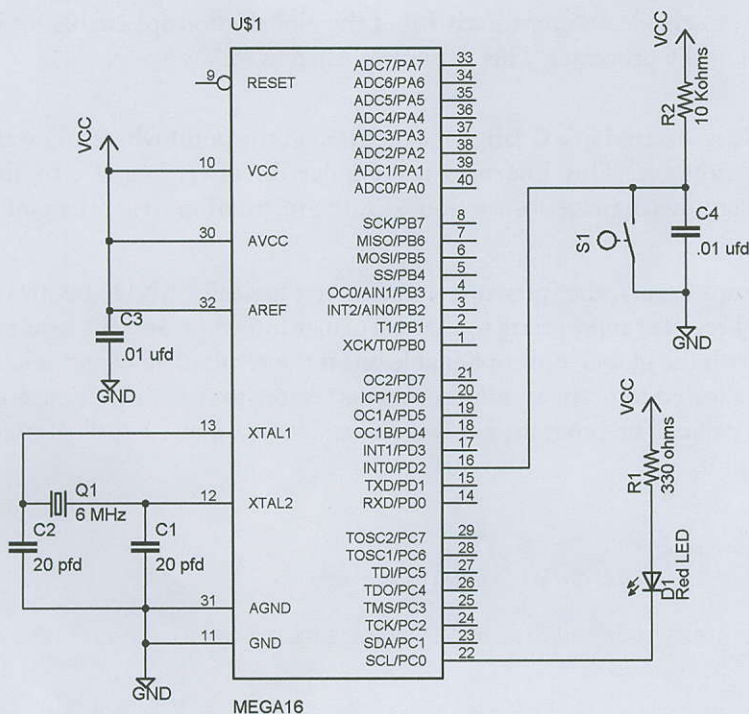 U$1
9
RESET
VCC
10
VCC
30
AVCC
32
AREF
C3
.01 ufd
GND
13
XTAL1
Q1
6 MHz
12
XTAL2
C2
20 pfd
C1
20 pfd
31
AGND
11
GND
GND
MEGA16
ADC7/PA7 33
ADC6/PA6 34
ADC5/PA5 35
ADC4/PA4 36
ADC3/PA3 37
ADC2/PA2 38
ADC1/PA1 39
ADC0/PA0 40
SCK/PB7 8
MISO/PB6 7
MOSI/PB5 6
SS/PB4 5
OC0/AIN1/PB3 4
INT2/AIN0/PB2 3
T1/PB1 2
XCK/T0/PB0 1
OC2/PD7 21
ICP1/PD6 20
OC1A/PD5 19
OC1B/PD4 18
INT1/PD3 17
INT0/PD2 16
TXD/PD1 15
RXD/PD0 14
TOSC2/PC7 29
TOSC1/PC6 28
TDI/PC5 27
TDO/PC4 26
TMS/PC3 25
TCK/PC2 24
SDA/PC1 23
SCL/PC0 22
VCC
R2
10 Kohms
S1
C4
.01 ufd
GND
VCC
R1
330 ohms
D1
Red LED